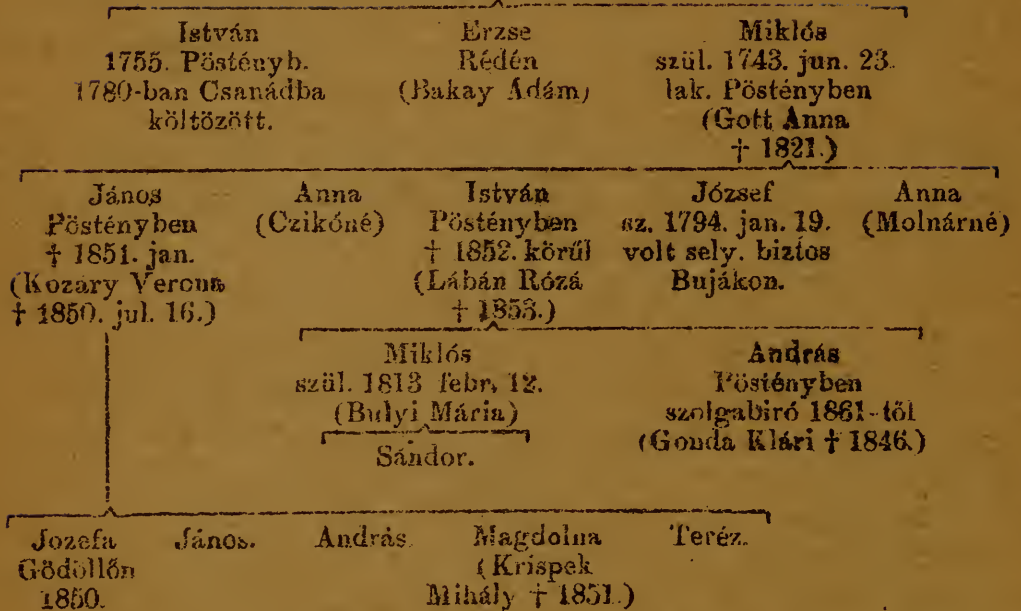 István Erzse Miklós
1755. Pöstényb. Rédén szül. 1743. jun. 23.
1780-ban Csanádba (Bakay Ádám) lak. Pöstényben
költözött. (Gott Anna
† 1821.)
János Anna István József Anna
Pöstényben (Czikóné) Pöstényben sz. 1794. jan. 19. (Molnárné)
† 1851. jan. † 1852. körűl volt sely. biztos
(Kozáry Verona (Lábán Rózá Bujákon.
† 1850. jul. 16.) † 1853.)
Miklós András
szül. 1813 febr. 12. Pöstényben
(Bulyi Mária) szolgabiró 1861-től
Sándor. (Gonda Klári † 1846.)
Jozefa János. András. Magdolna Teréz.
Gödöllőn (Krispek
1850. Mihály † 1851.)